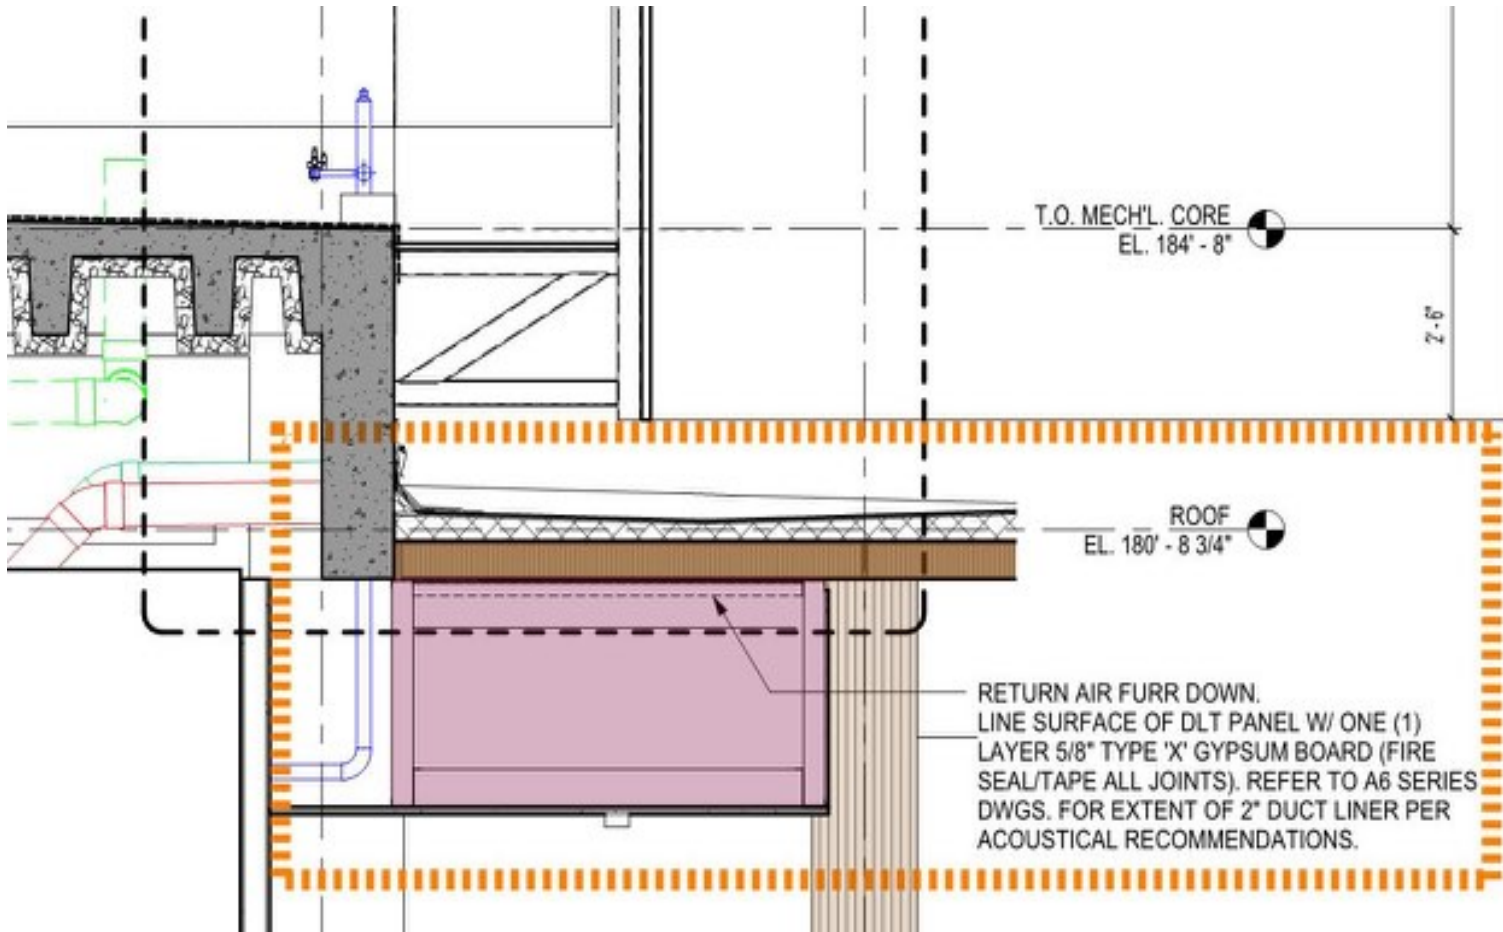 T.O. MECH'L. CORE
EL. 184' - 8"
2' - 6"
ROOF
EL. 180' - 8 3/4"
RETURN AIR FURR DOWN.
LINE SURFACE OF DLT PANEL W/ ONE (1)
LAYER 5/8" TYPE 'X' GYPSUM BOARD (FIRE
SEAL/TAPE ALL JOINTS). REFER TO A6 SERIES
DWGS. FOR EXTENT OF 2" DUCT LINER PER
ACOUSTICAL RECOMMENDATIONS.